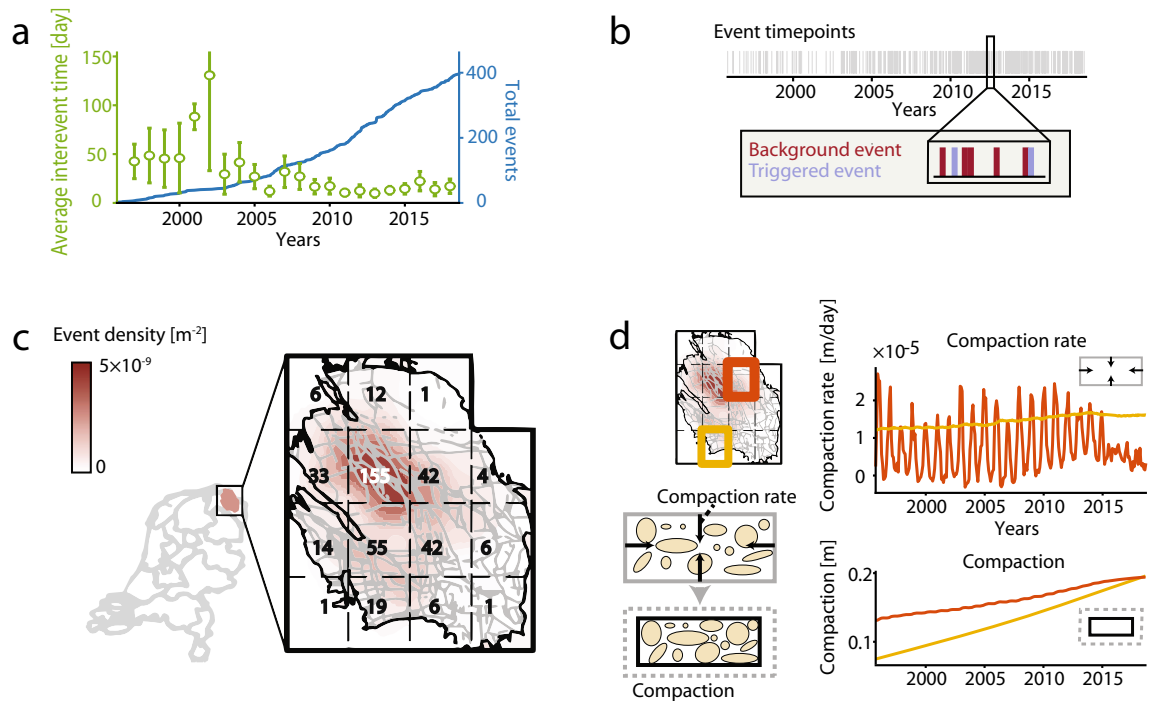 a
Average interevent time [day]
150
100
50
0
400
200
0
Total events
2000
2005
2010
2015
Years
b
Event timepoints
2000
2005
2010
2015
Years
Background event
Triggered event
c
Event density [m-2]
5×10-9
0
6
12
1
33
155
42
4
14
55
42
6
1
19
6
1
d
Compaction rate
Compaction
Compaction rate [m/day]
×10-5
Compaction rate
2
1
0
2000
2005
2010
2015
Years
Compaction [m]
Compaction
0.2
0.1
2000
2005
2010
2015